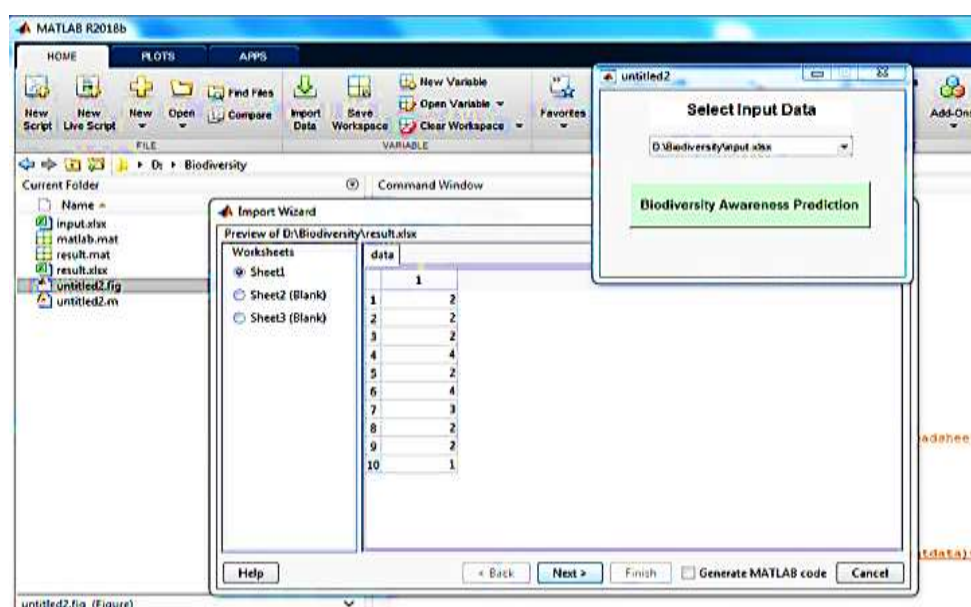 MATLAB R2018b
HOME PLOTS APPS
New Script
New Live Script
New
Open
Find Files
Compare
Import Data
Save Workspace
New Variable
Open Variable
Clear Workspace
Favorites
Add-Ons
FILE
VARIABLE
D: Biodiversity
Current Folder
Name
input.xlsx
matlab.mat
result.mat
result.xlsx
untitled2.fig
untitled2.m
Command Window
untitled2
Select Input Data
D:\Biodiversity\input.xlsx
Biodiversity Awareness Prediction
Import Wizard
Preview of D:\Biodiversity\result.xlsx
Worksheets
Sheet1
Sheet2 (Blank)
Sheet3 (Blank)
data
1
1 2
2 2
3 2
4 4
5 2
6 4
7 3
8 2
9 2
10 1
Help
< Back
Next >
Finish
Generate MATLAB code
Cancel
untitled2.fig (Figure)